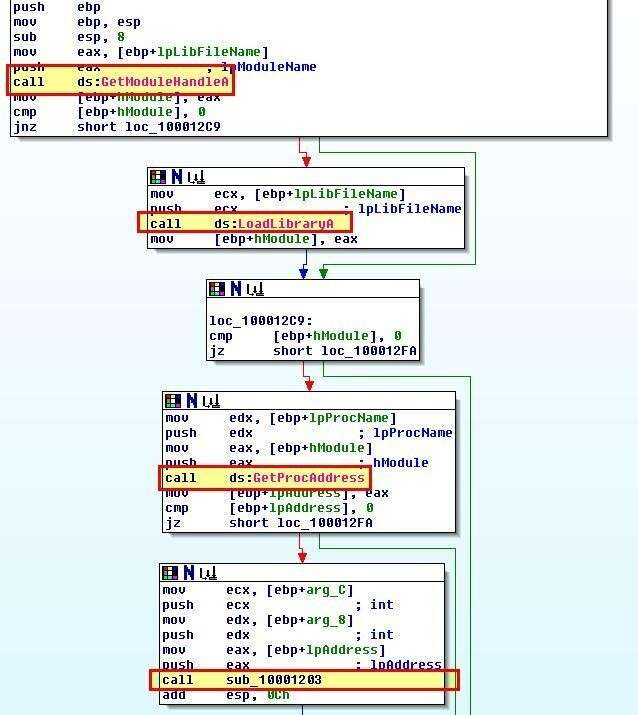 push ebp
mov ebp, esp
sub esp, 8
mov eax, [ebp+lpLibFileName]
push eax ; lpModuleName
call ds:GetModuleHandleA
mov [ebp+hModule], eax
cmp [ebp+hModule], 0
jnz short loc_100012C9
mov ecx, [ebp+lpLibFileName]
push ecx ; lpLibFileName
call ds:LoadLibraryA
mov [ebp+hModule], eax
loc_100012C9:
cmp [ebp+hModule], 0
jz short loc_100012FA
mov edx, [ebp+lpProcName]
push edx ; lpProcName
mov eax, [ebp+hModule]
push eax ; hModule
call ds:GetProcAddress
mov [ebp+lpAddress], eax
cmp [ebp+lpAddress], 0
jz short loc_100012FA
mov ecx, [ebp+arg_C]
push ecx ; int
mov edx, [ebp+arg_8]
push edx ; int
mov eax, [ebp+lpAddress]
push eax ; lpAddress
call sub_10001203
add esp, 0Ch